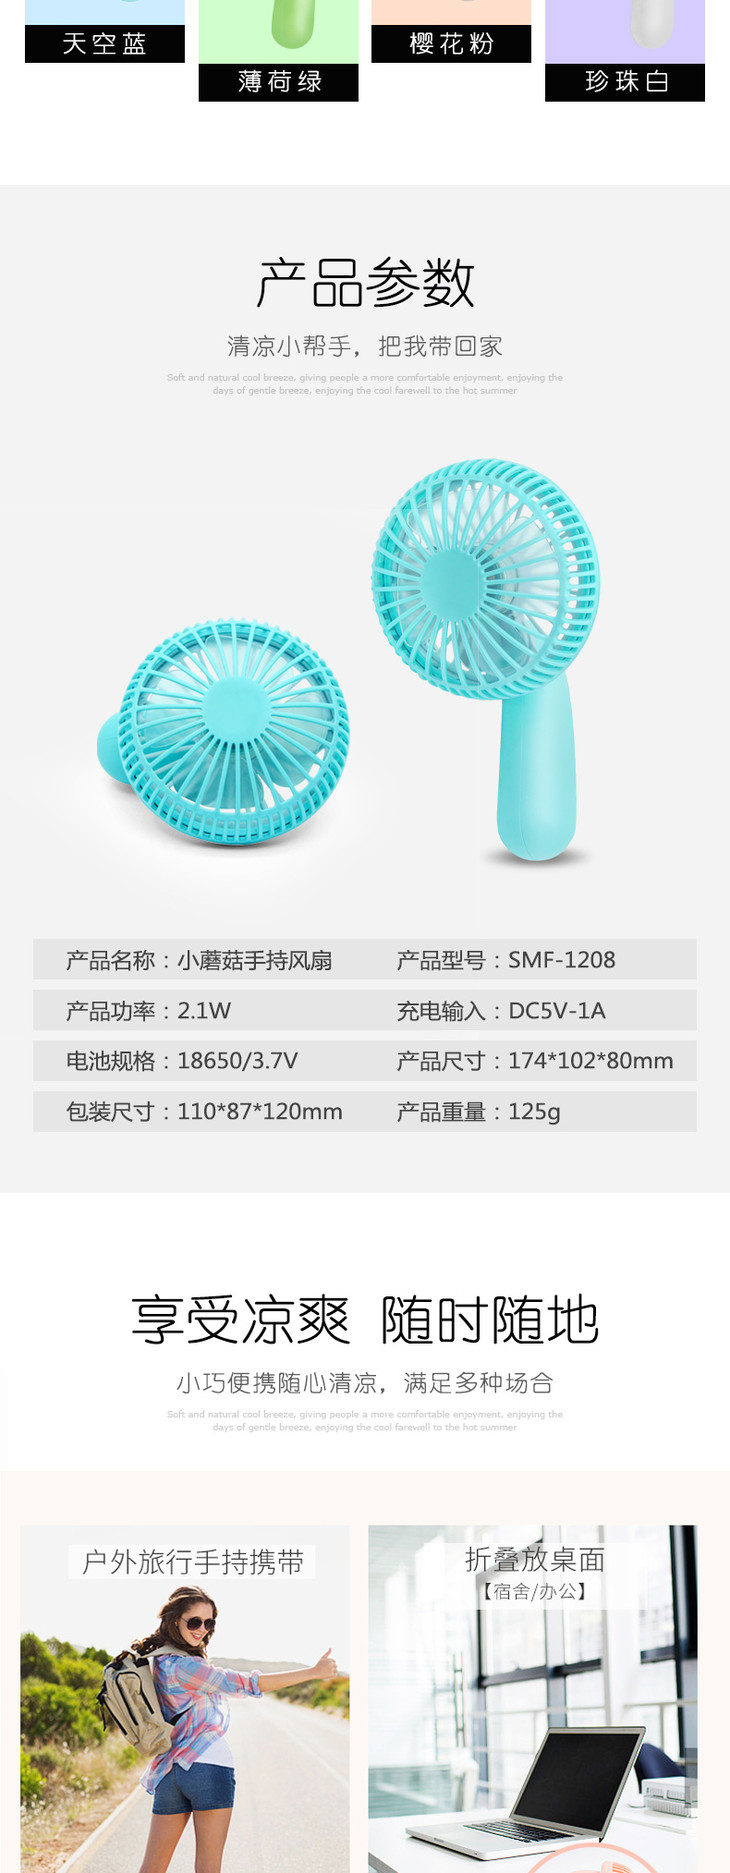 天空蓝
薄荷绿
樱花粉
珍珠白
产品参数
清凉小帮手，把我带回家
Soft and natural cool breeze, giving people a more comfortable enjoyment, enjoying the
days of gentle breeze, enjoying the cool farewell to the hot summer
产品名称：小蘑菇手持风扇
产品型号：SMF-1208
产品功率：2.1W
充电输入：DC5V-1A
电池规格：18650/3.7V
产品尺寸：174*102*80mm
包装尺寸：110*87*120mm
产品重量：125g
享受凉爽 随时随地
小巧便携随心清凉，满足多种场合
Soft and natural cool breeze, giving people a more comfortable enjoyment, enjoying the
days of gentle breeze, enjoying the cool farewell to the hot summer
户外旅行手持携带
折叠放桌面
【宿舍/办公】